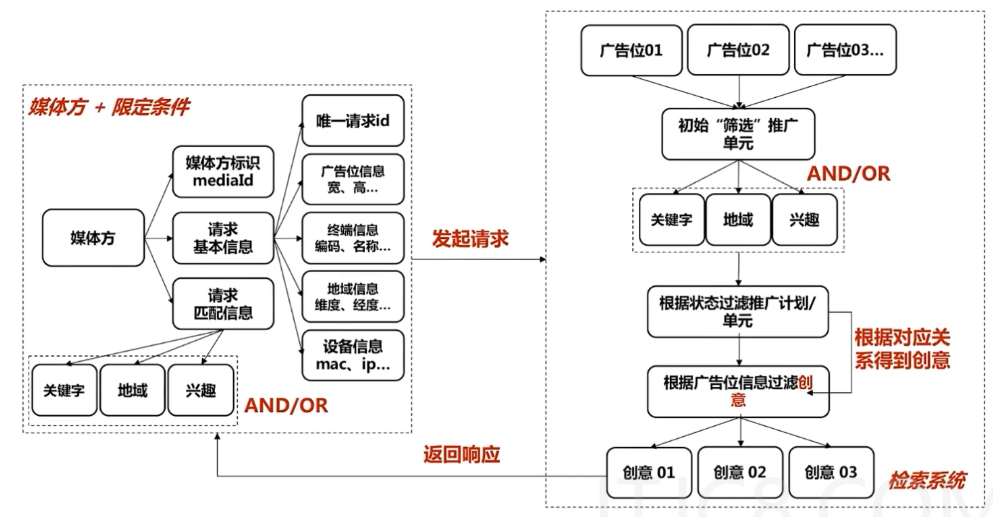 媒体方 + 限定条件
媒体方
媒体方标识
mediaId
请求
基本信息
请求
匹配信息
唯一请求id
广告位信息
宽、高...
终端信息
编码、名称...
地域信息
维度、经度...
设备信息
mac、ip...
关键字
地域
兴趣
AND/OR
发起请求
返回响应
广告位01
广告位02
广告位03...
初始“筛选”推广
单元
AND/OR
关键字
地域
兴趣
根据状态过滤推广计划/
单元
根据对应关
系得到创意
根据广告位信息过滤创
意
创意 01
创意 02
创意 03
检索系统